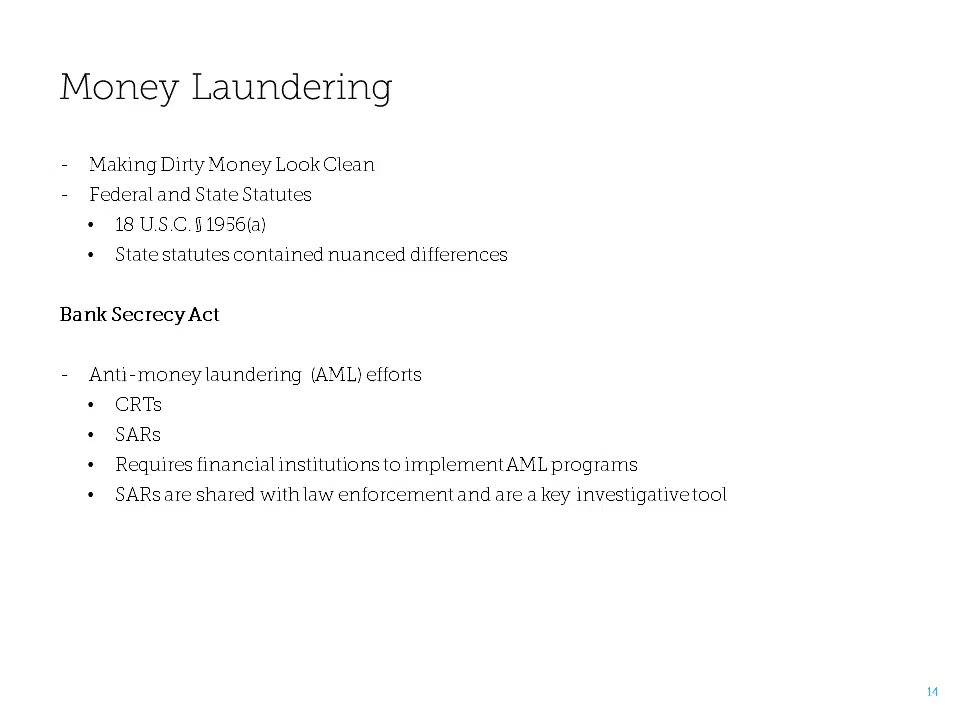 Money Laundering
- Making Dirty Money Look Clean
- Federal and State Statutes
• 18 U.S.C. § 1956(a)
• State statutes contained nuanced differences
Bank Secrecy Act
- Anti-money laundering (AML) efforts
• CRTs
• SARs
• Requires financial institutions to implement AML programs
• SARs are shared with law enforcement and are a key investigative tool
14